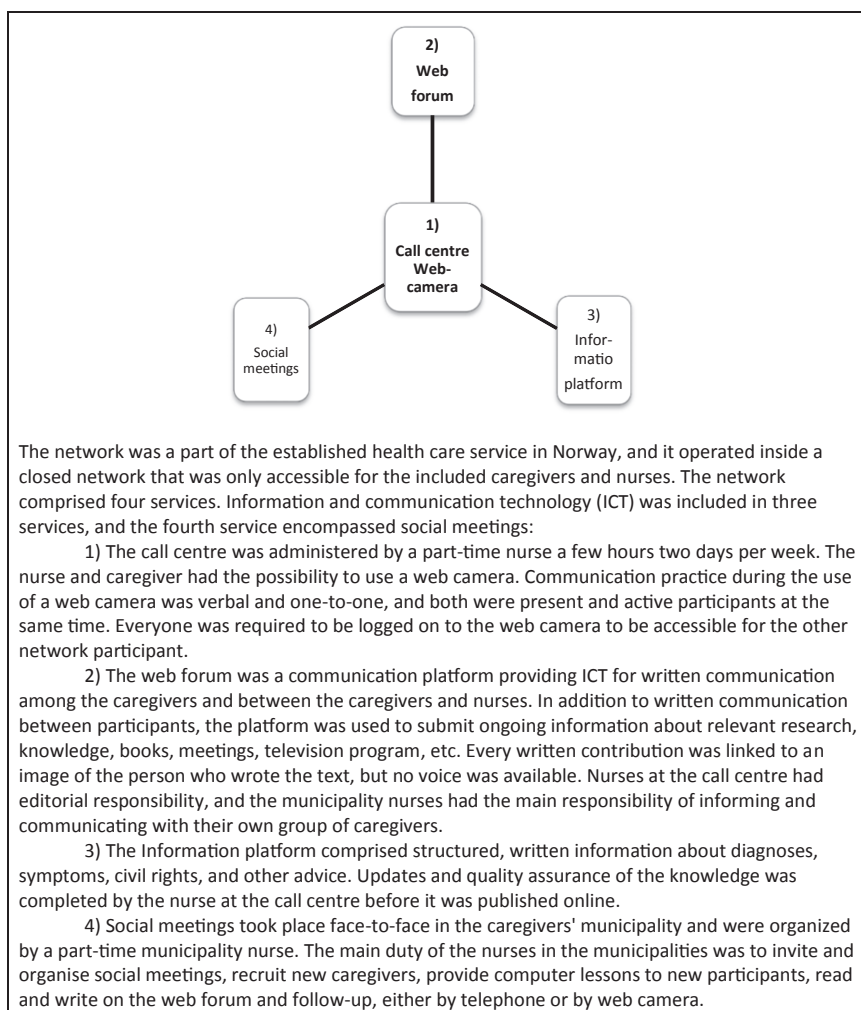 2)
Web
forum
1)
Call centre
Web-
camera
4)
Social
meetings
3)
Infor-
matio
platform
The network was a part of the established health care service in Norway, and it operated inside a
closed network that was only accessible for the included caregivers and nurses. The network
comprised four services. Information and communication technology (ICT) was included in three
services, and the fourth service encompassed social meetings:
1) The call centre was administered by a part-time nurse a few hours two days per week. The
nurse and caregiver had the possibility to use a web camera. Communication practice during the use
of a web camera was verbal and one-to-one, and both were present and active participants at the
same time. Everyone was required to be logged on to the web camera to be accessible for the other
network participant.
2) The web forum was a communication platform providing ICT for written communication
among the caregivers and between the caregivers and nurses. In addition to written communication
between participants, the platform was used to submit ongoing information about relevant research,
knowledge, books, meetings, television program, etc. Every written contribution was linked to an
image of the person who wrote the text, but no voice was available. Nurses at the call centre had
editorial responsibility, and the municipality nurses had the main responsibility of informing and
communicating with their own group of caregivers.
3) The Information platform comprised structured, written information about diagnoses,
symptoms, civil rights, and other advice. Updates and quality assurance of the knowledge was
completed by the nurse at the call centre before it was published online.
4) Social meetings took place face-to-face in the caregivers' municipality and were organized
by a part-time municipality nurse. The main duty of the nurses in the municipalities was to invite and
organise social meetings, recruit new caregivers, provide computer lessons to new participants, read
and write on the web forum and follow-up, either by telephone or by web camera.